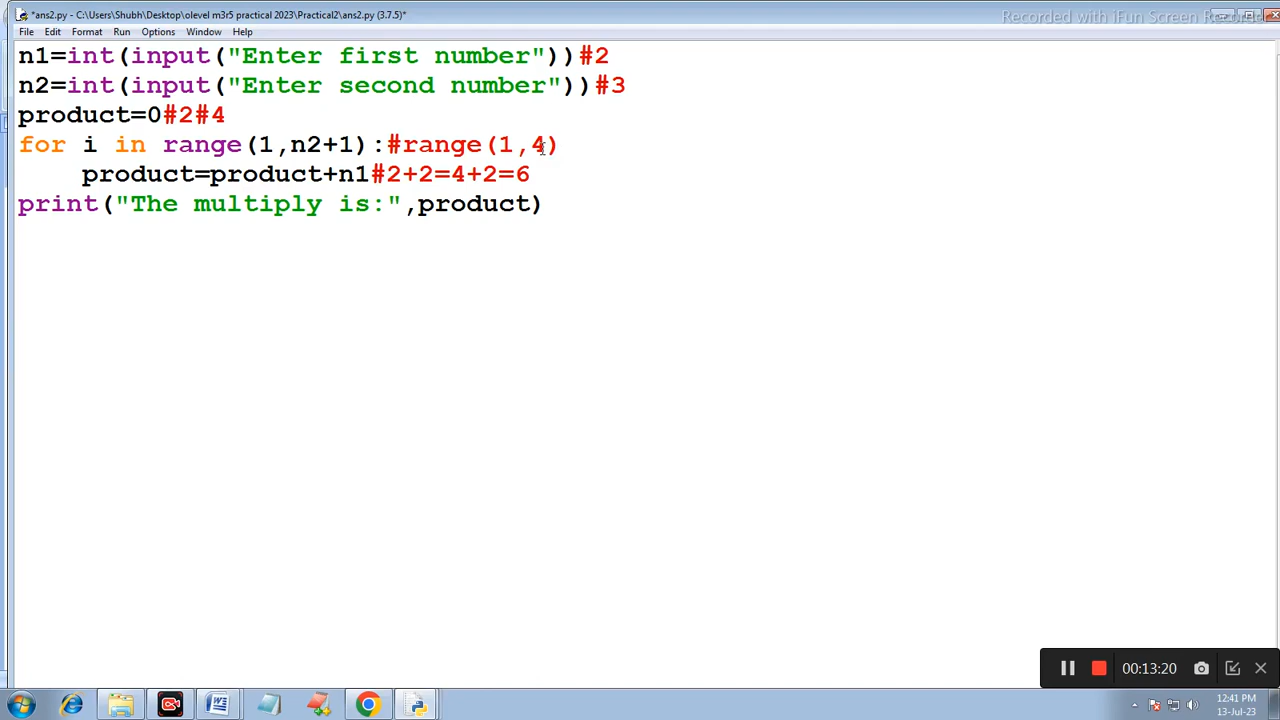 *ans2.py - C:\Users\Shubh\Desktop\olevel m3r5 practical 2023\Practical2\ans2.py (3.7.5)*
Recorded with iFun Screen Recorder
File Edit Format Run Options Window Help
n1=int(input("Enter first number"))#2
n2=int(input("Enter second number"))#3
product=0#2#4
for i in range(1,n2+1):#range(1,4)
    product=product+n1#2+2=4+2=6
print("The multiply is:",product)
00:13:20
12:41 PM
13-Jul-23